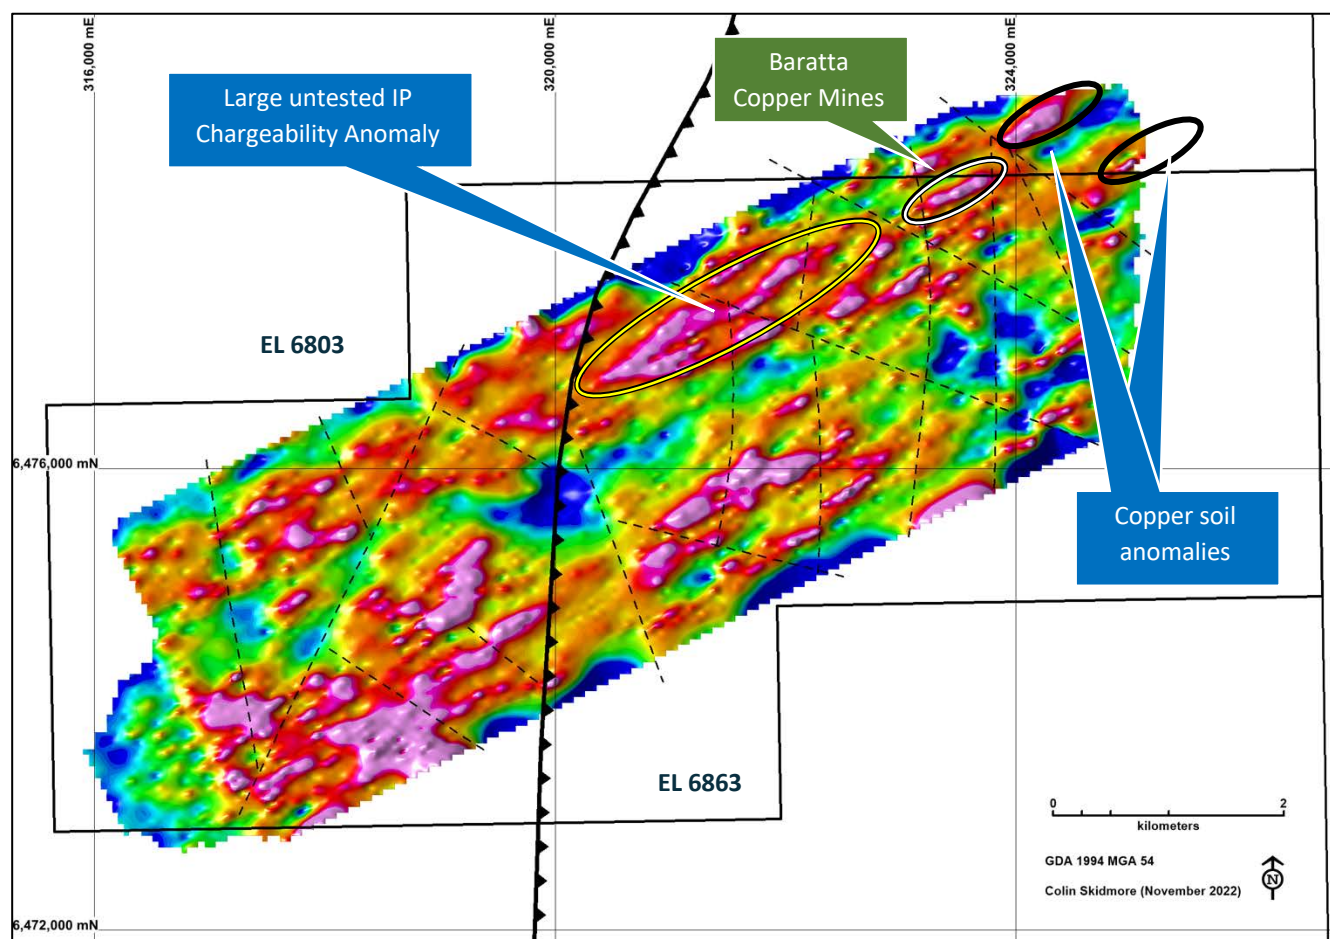 316,000 mE
320,000 mE
324,000 mE
Baratta
Copper Mines
Large untested IP
Chargeability Anomaly
EL 6803
6,476,000 mN
Copper soil
anomalies
EL 6863
0 2
kilometers
GDA 1994 MGA 54
Colin Skidmore (November 2022)
N
6,472,000 mN